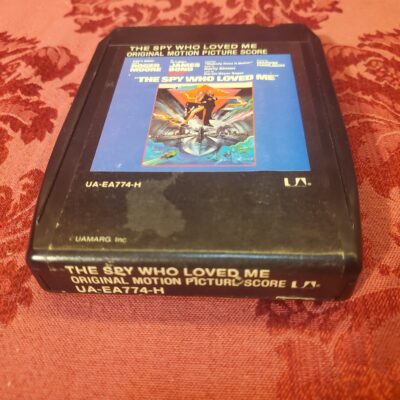 THE SPY WHO LOVED ME
ORIGINAL MOTION PICTURE SCORE
ROGER MOORE
JAMES BOND
"THE SPY WHO LOVED ME"
UA-EA774-H
UA
UAMARG, Inc
THE SPY WHO LOVED ME
ORIGINAL MOTION PICTURE SCORE UA
UA-EA774-H